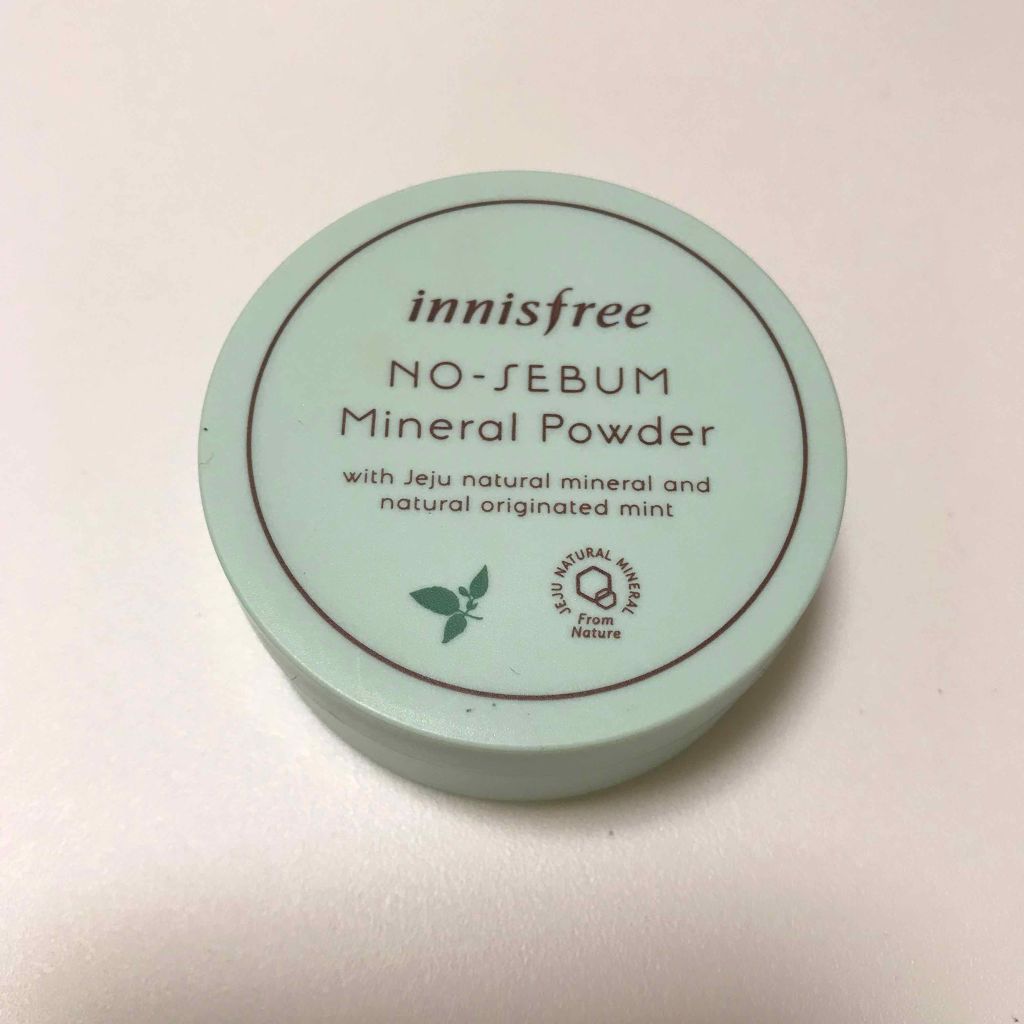 innisfree
NO-SEBUM
Mineral Powder
with Jeju natural mineral and
natural originated mint
JEJU NATURAL MINERAL
From
Nature